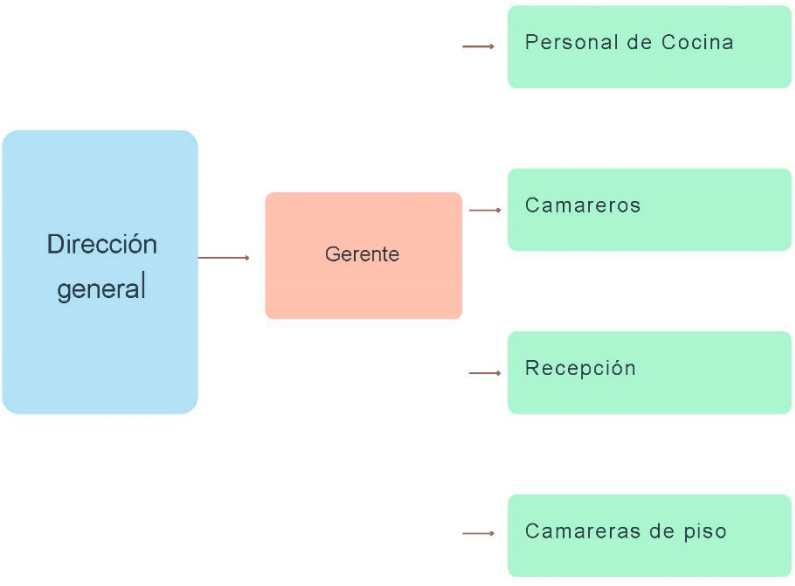 Personal de Cocina
Camareros
Dirección
general
Gerente
Recepción
Camareras de piso